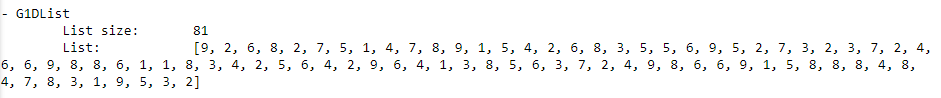 - G1DList
List size: 81
List: [9, 2, 6, 8, 2, 7, 5, 1, 4, 7, 8, 9, 1, 5, 4, 2, 6, 8, 3, 5, 5, 6, 9, 5, 2, 7, 3, 2, 3, 7, 2, 4,
6, 6, 9, 8, 8, 6, 1, 1, 8, 3, 4, 2, 5, 6, 4, 2, 9, 6, 4, 1, 3, 8, 5, 6, 3, 7, 2, 4, 9, 8, 6, 6, 9, 1, 5, 8, 8, 8, 4, 8,
4, 7, 8, 3, 1, 9, 5, 3, 2]